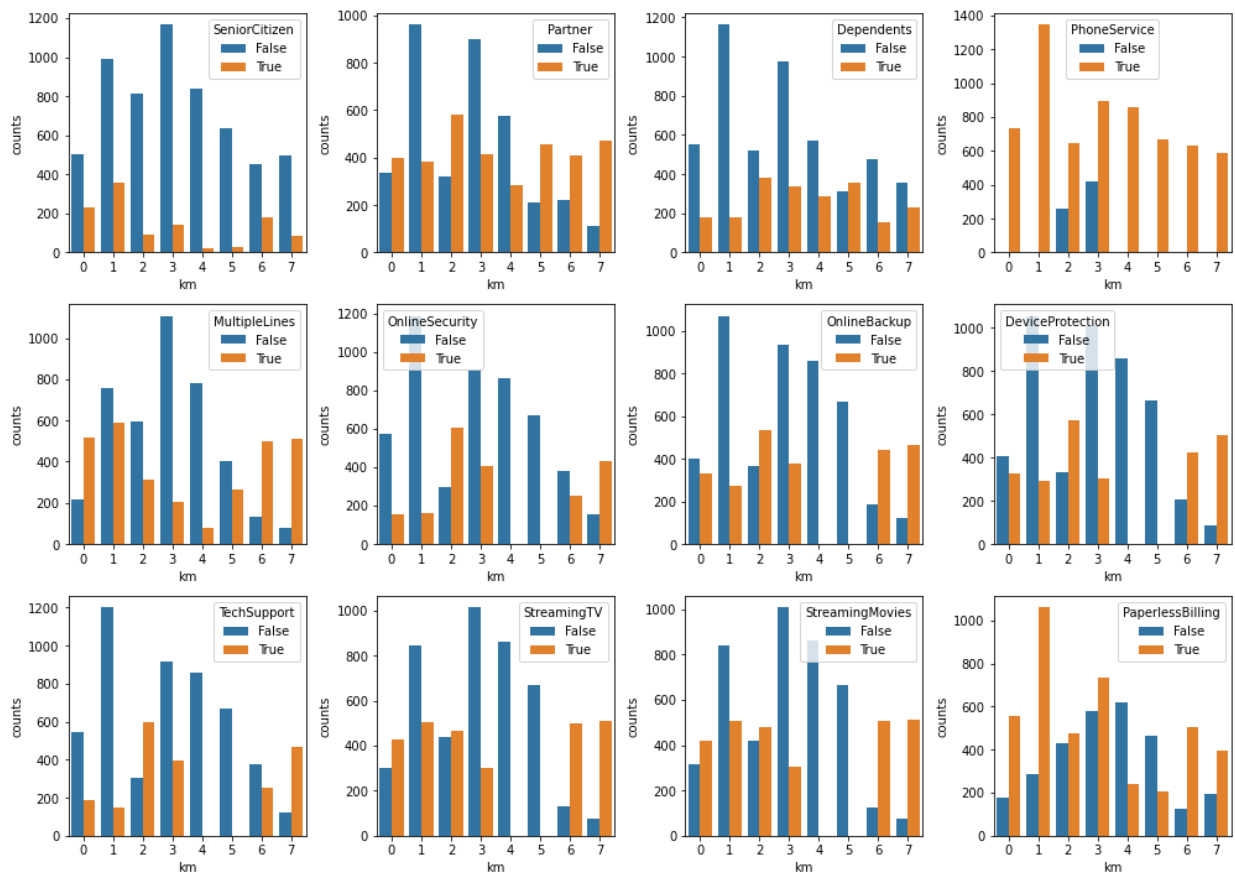 SeniorCitizen
False
True
1200
1000
800
600
400
200
0
counts
0 1 2 3 4 5 6 7
km
Partner
False
True
1000
800
600
400
200
0
counts
0 1 2 3 4 5 6 7
km
Dependents
False
True
1200
1000
800
600
400
200
0
counts
0 1 2 3 4 5 6 7
km
PhoneService
False
True
1400
1200
1000
800
600
400
200
0
counts
0 1 2 3 4 5 6 7
km
MultipleLines
False
True
1000
800
600
400
200
0
counts
0 1 2 3 4 5 6 7
km
OnlineSecurity
False
True
1200
1000
800
600
400
200
0
counts
0 1 2 3 4 5 6 7
km
OnlineBackup
False
True
1000
800
600
400
200
0
counts
0 1 2 3 4 5 6 7
km
DeviceProtection
False
True
1000
800
600
400
200
0
counts
0 1 2 3 4 5 6 7
km
TechSupport
False
True
1200
1000
800
600
400
200
0
counts
0 1 2 3 4 5 6 7
km
StreamingTV
False
True
1000
800
600
400
200
0
counts
0 1 2 3 4 5 6 7
km
StreamingMovies
False
True
1000
800
600
400
200
0
counts
0 1 2 3 4 5 6 7
km
PaperlessBilling
False
True
1000
800
600
400
200
0
counts
0 1 2 3 4 5 6 7
km